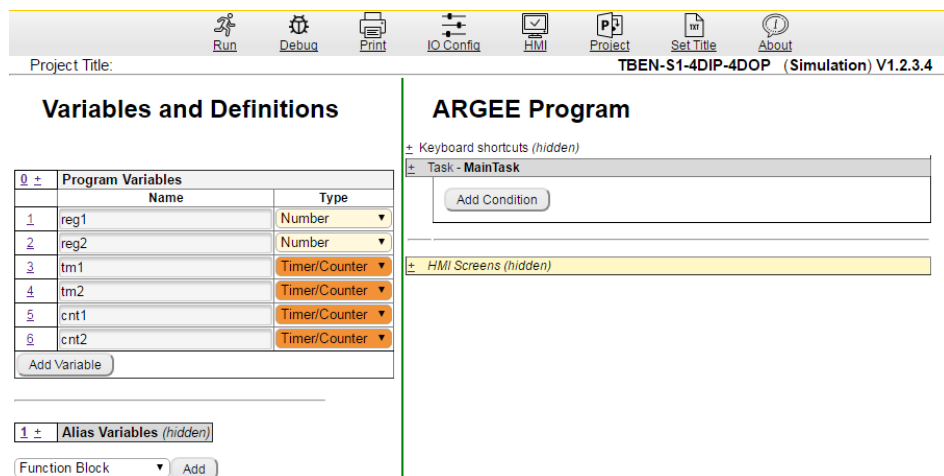 Run Debug Print IO Config HMI Project Set Title About
Project Title: TBEN-S1-4DIP-4DOP (Simulation) V1.2.3.4
Variables and Definitions
0 + Program Variables
Name Type
1 reg1 Number
2 reg2 Number
3 tm1 Timer/Counter
4 tm2 Timer/Counter
5 cnt1 Timer/Counter
6 cnt2 Timer/Counter
Add Variable
1 + Alias Variables (hidden)
Function Block Add
ARGEE Program
+ Keyboard shortcuts (hidden)
+ Task - MainTask
Add Condition
+ HMI Screens (hidden)